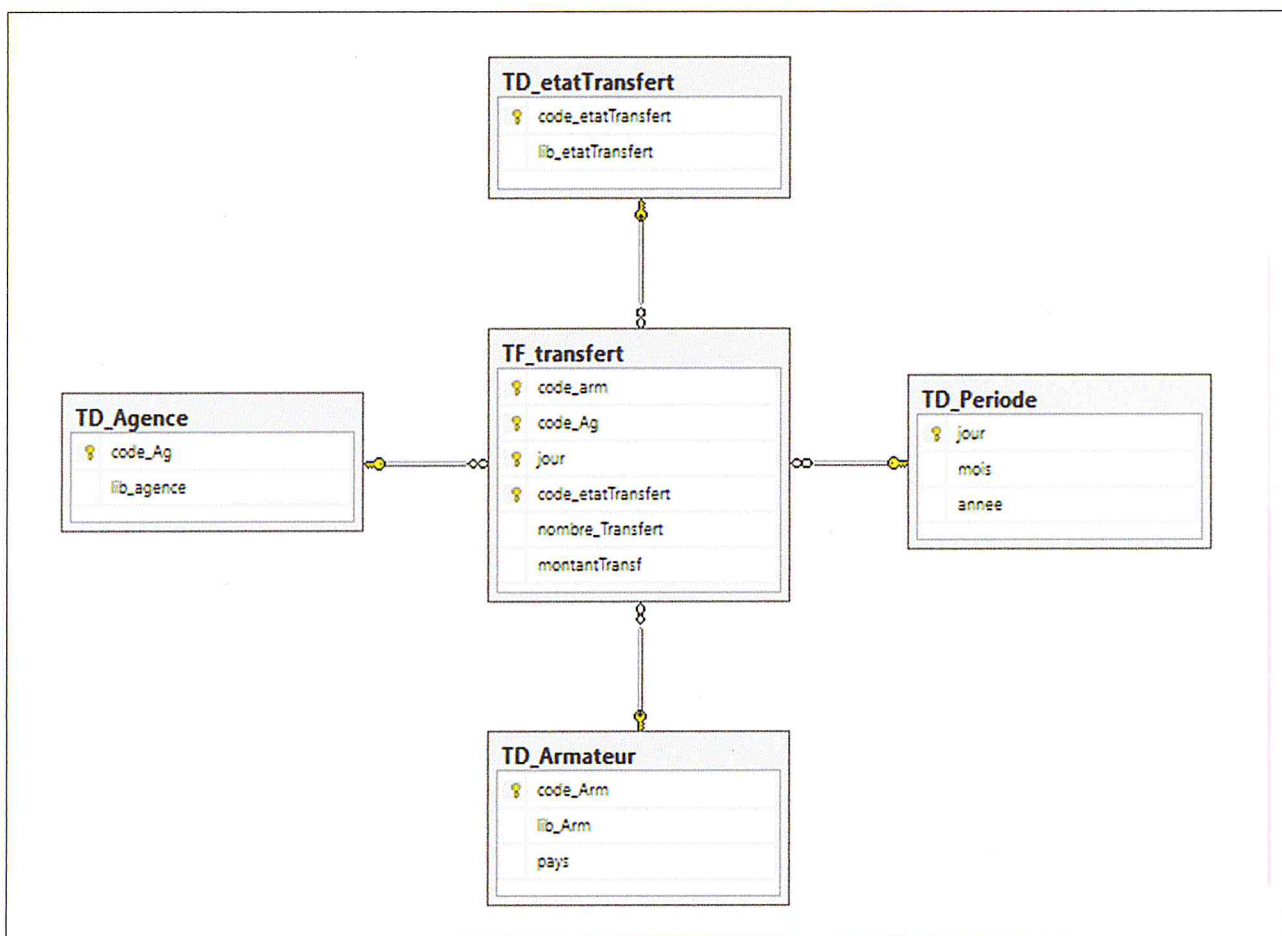 TD_etatTransfert
code_etatTransfert
lib_etatTransfert
TF_transfert
code_arm
code_Ag
jour
code_etatTransfert
nombre_Transfert
montantTransf
TD_Agence
code_Ag
lib_agence
TD_Periode
jour
mois
annee
TD_Armateur
code_Arm
lib_Arm
pays